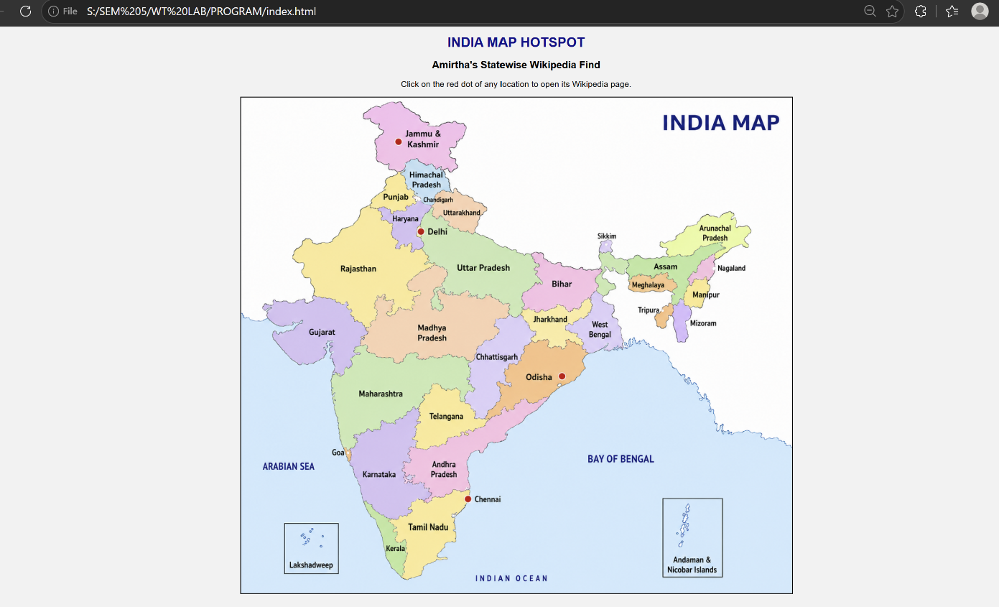 File S:/SEM%205/WT%20LAB/PROGRAM/index.html
INDIA MAP HOTSPOT
Amirtha's Statewise Wikipedia Find
Click on the red dot of any location to open its Wikipedia page.
INDIA MAP
Jammu &
Kashmir
Himachal
Pradesh
Punjab
Chandigarh
Uttarakhand
Haryana
Delhi
Sikkim
Arunachal
Pradesh
Rajasthan
Uttar Pradesh
Bihar
Assam
Nagaland
Meghalaya
Manipur
Tripura
Mizoram
Jharkhand
West
Bengal
Gujarat
Madhya
Pradesh
Chhattisgarh
Odisha
Maharashtra
Telangana
Goa
ARABIAN SEA
Karnataka
Andhra
Pradesh
BAY OF BENGAL
Chennai
Tamil Nadu
Kerala
Lakshadweep
Andaman &
Nicobar Islands
INDIAN OCEAN